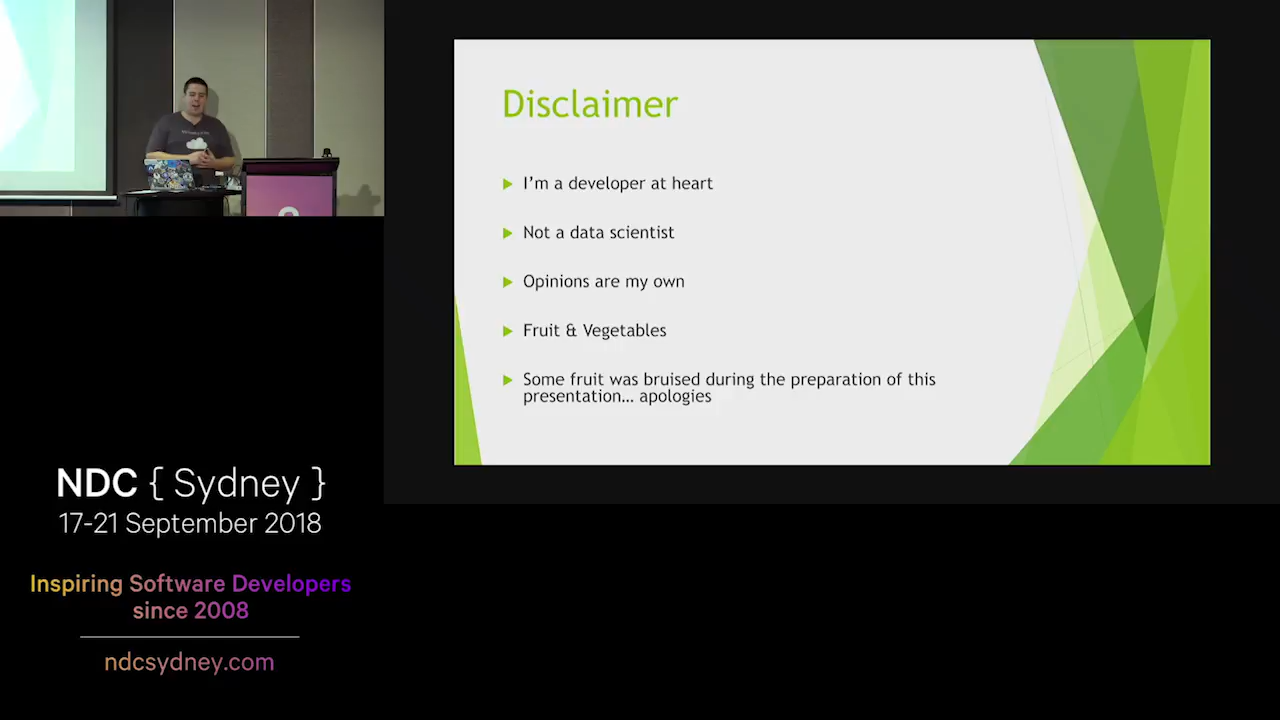 Disclaimer
I'm a developer at heart
Not a data scientist
Opinions are my own
Fruit & Vegetables
Some fruit was bruised during the preparation of this
presentation… apologies
NDC { Sydney }
17-21 September 2018
Inspiring Software Developers
since 2008
ndcsydney.com